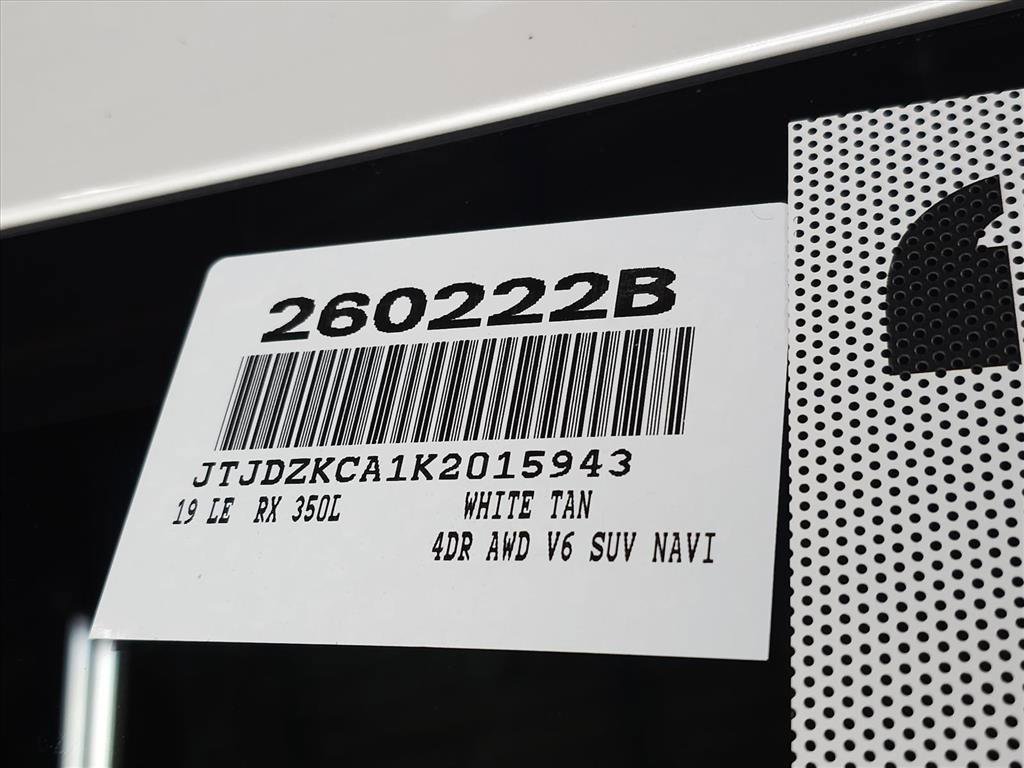 260222B
JTJDZKCA1K2015943
19 LE RX 350L WHITE TAN
4DR AWD V6 SUV NAVI